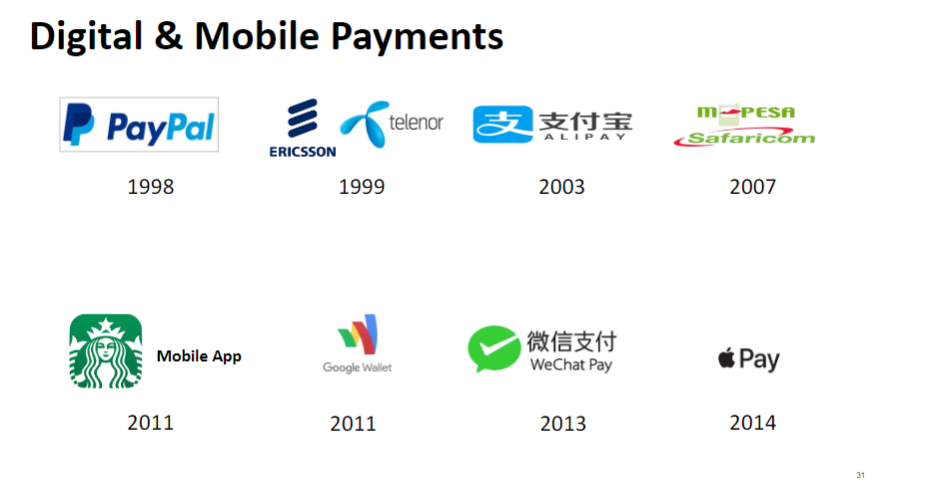 Digital & Mobile Payments
PayPal
ERICSSON
telenor
支 支付宝
ALIPAY
m-PESA
Safaricom
1998
1999
2003
2007
Mobile App
Google Wallet
微信支付
WeChat Pay
Pay
2011
2011
2013
2014
31